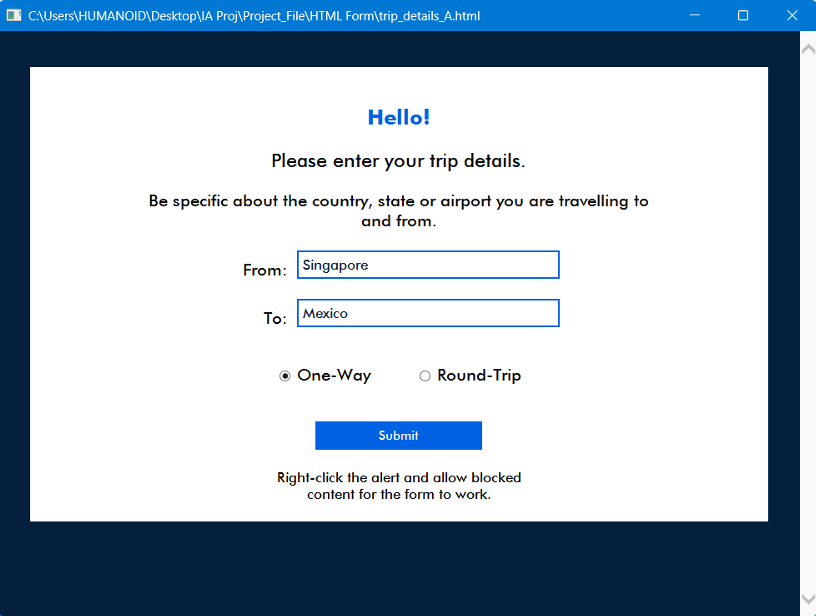 C:\Users\HUMANOID\Desktop\IA Proj\Project_File\HTML Form\trip_details_A.html
Hello!
Please enter your trip details.
Be specific about the country, state or airport you are travelling to
and from.
From: Singapore
To: Mexico
One-Way Round-Trip
Submit
Right-click the alert and allow blocked
content for the form to work.